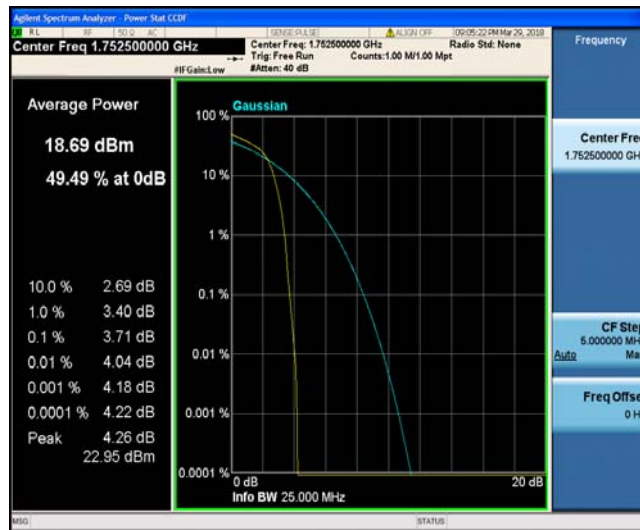 Agilent Spectrum Analyzer - Power Stat CCDF
RL RF 50 Ω AC SENSE:PULSE ALIGN OFF 09:05:22 PM Mar 29, 2018
Center Freq 1.752500000 GHz
Center Freq: 1.752500000 GHz Radio Std: None
Trig: Free Run Counts:1.00 M/1.00 Mpt
#IFGain:Low #Atten: 40 dB
Frequency
Average Power
18.69 dBm
49.49 % at 0dB
10.0 % 2.69 dB
1.0 % 3.40 dB
0.1 % 3.71 dB
0.01 % 4.04 dB
0.001 % 4.18 dB
0.0001 % 4.22 dB
Peak 4.26 dB
22.95 dBm
Gaussian
100 %
10 %
1 %
0.1 %
0.01 %
0.001 %
0.0001 %
0 dB 20 dB
Info BW 25.000 MHz
Center Fre
1.752500000 GH
CF Step
5.000000 MH
Auto Ma
Freq Offse
0 H
MSG STATUS